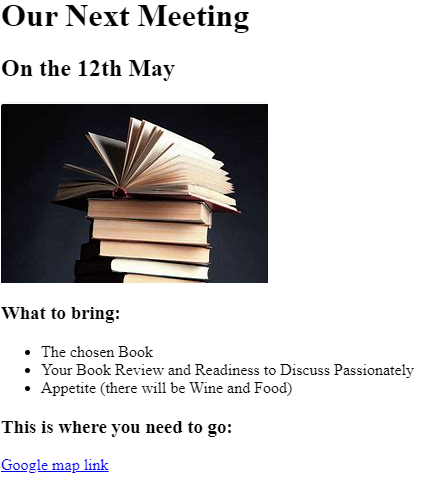 Our Next Meeting
On the 12th May
What to bring:
The chosen Book
Your Book Review and Readiness to Discuss Passionately
Appetite (there will be Wine and Food)
This is where you need to go:
Google map link